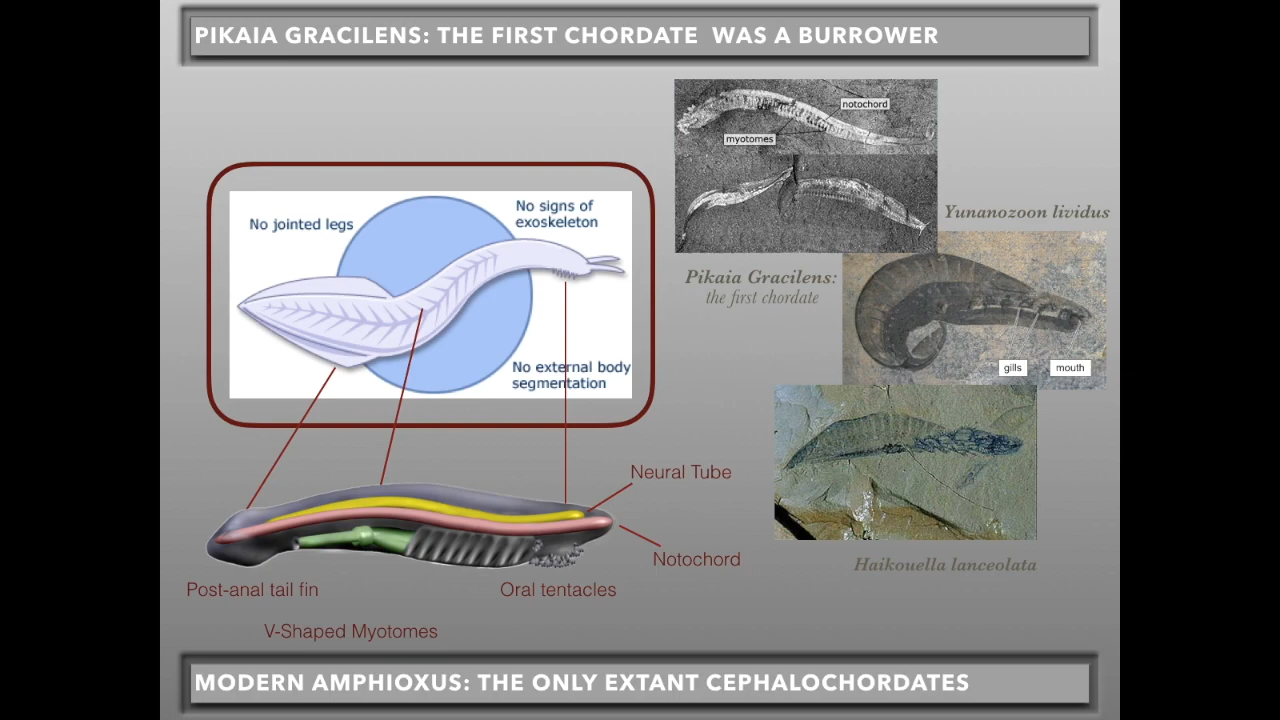 PIKAIA GRACILENS: THE FIRST CHORDATE  WAS A BURROWER
notochord
myotomes
No jointed legs
No signs of
exoskeleton
No external body
segmentation
Yunanozoon lividus
Pikaia Gracilens:
the first chordate
gills
mouth
Neural Tube
Notochord
Haikouella lanceolata
Post-anal tail fin
Oral tentacles
V-Shaped Myotomes
MODERN AMPHIOXUS: THE ONLY EXTANT CEPHALOCHORDATES